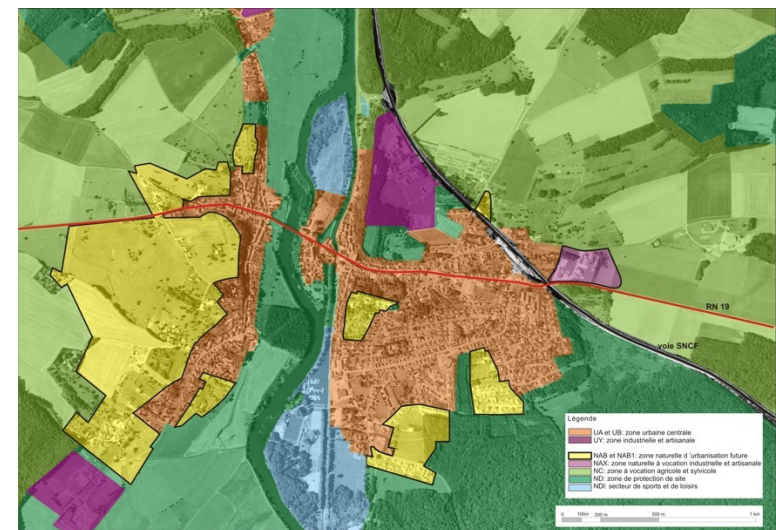 RN 19
voie SNCF
Légende
UA et UB: zone urbaine centrale
UY: zone industrielle et artisanale
NAB et NAB1: zone naturelle d 'urbanisation future
NAX: zone naturelle à vocation industrielle et artisanale
NC: zone à vocation agricole et sylvicole
ND: zone de protection de site
NDl: secteur de sports et de loisirs
0 100m 200 m 500 m 1 km